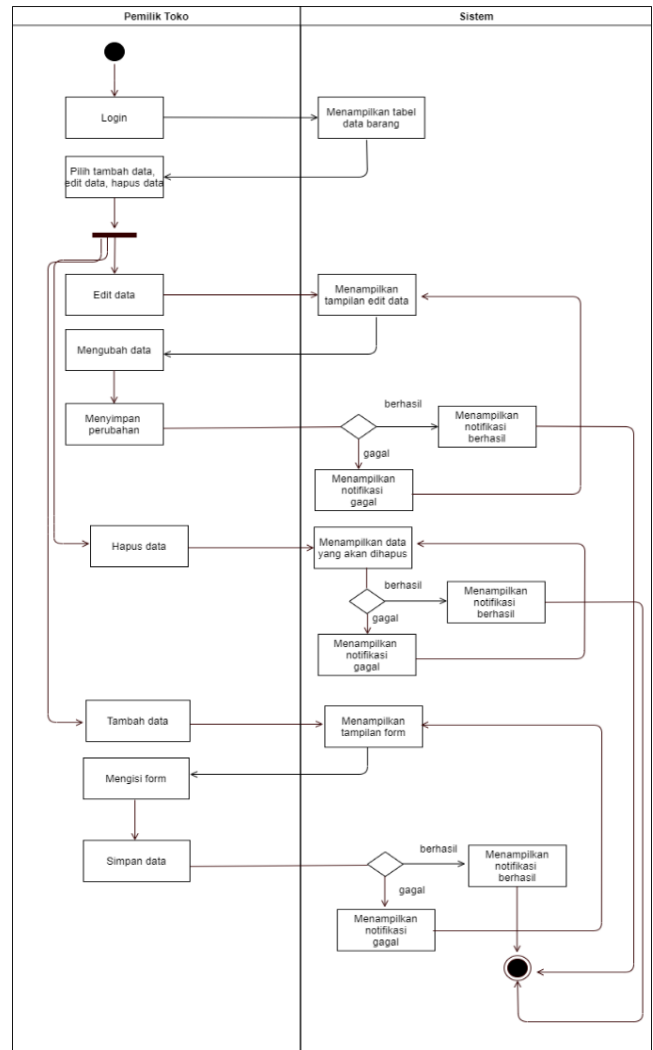 Pemilik Toko
Sistem
Login
Menampilkan tabel
data barang
Pilih tambah data,
edit data, hapus data
Edit data
Menampilkan
tampilan edit data
Mengubah data
Menyimpan
perubahan
berhasil
Menampilkan
notifikasi
berhasil
gagal
Menampilkan
notifikasi
gagal
Hapus data
Menampilkan data
yang akan dihapus
berhasil
Menampilkan
notifikasi
berhasil
gagal
Menampilkan
notifikasi
gagal
Tambah data
Menampilkan
tampilan form
Mengisi form
Simpan data
berhasil
Menampilkan
notifikasi
berhasil
gagal
Menampilkan
notifikasi
gagal